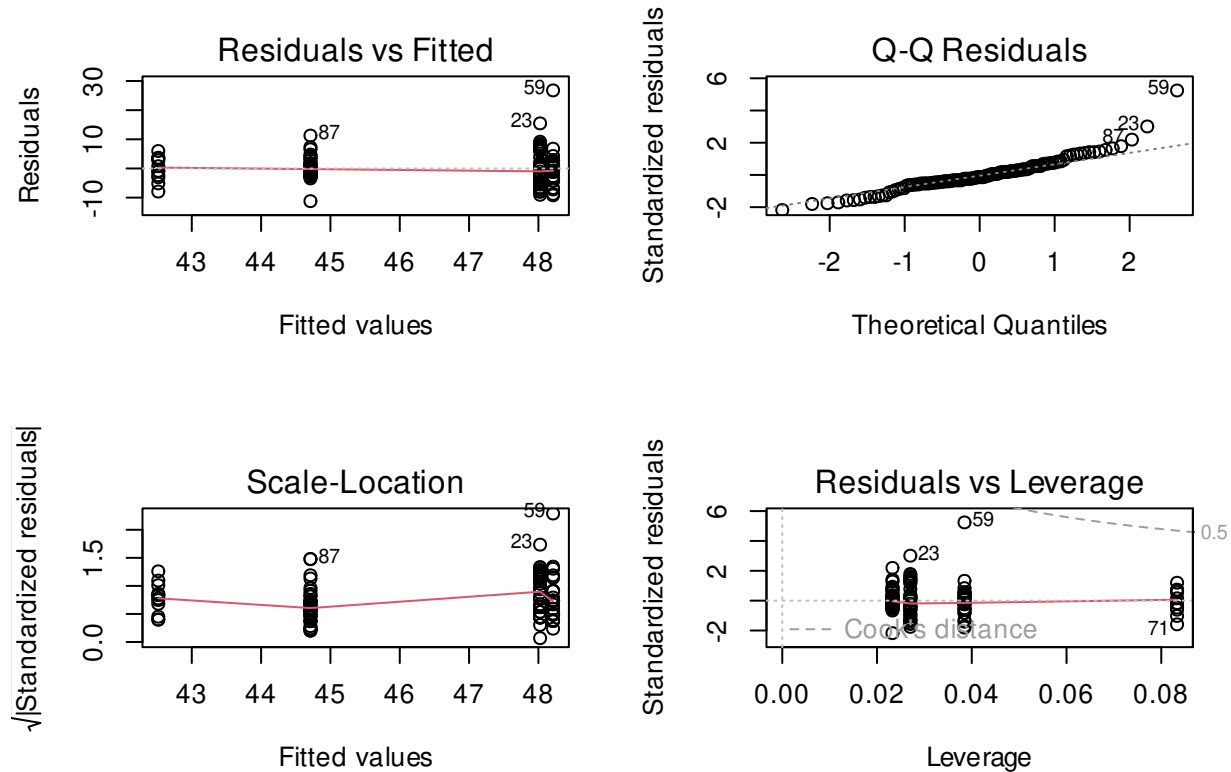 Residuals vs Fitted
Residuals
30
10
-10
59
23
87
43 44 45 46 47 48
Fitted values
Q-Q Residuals
Standardized residuals
6
2
-2
59
23
87
-2 -1 0 1 2
Theoretical Quantiles
Scale-Location
√|Standardized residuals|
1.5
0.0
59
23
87
43 44 45 46 47 48
Fitted values
Residuals vs Leverage
Standardized residuals
6
2
-2
59
23
71
0.5
Cook's distance
0.00 0.02 0.04 0.06 0.08
Leverage